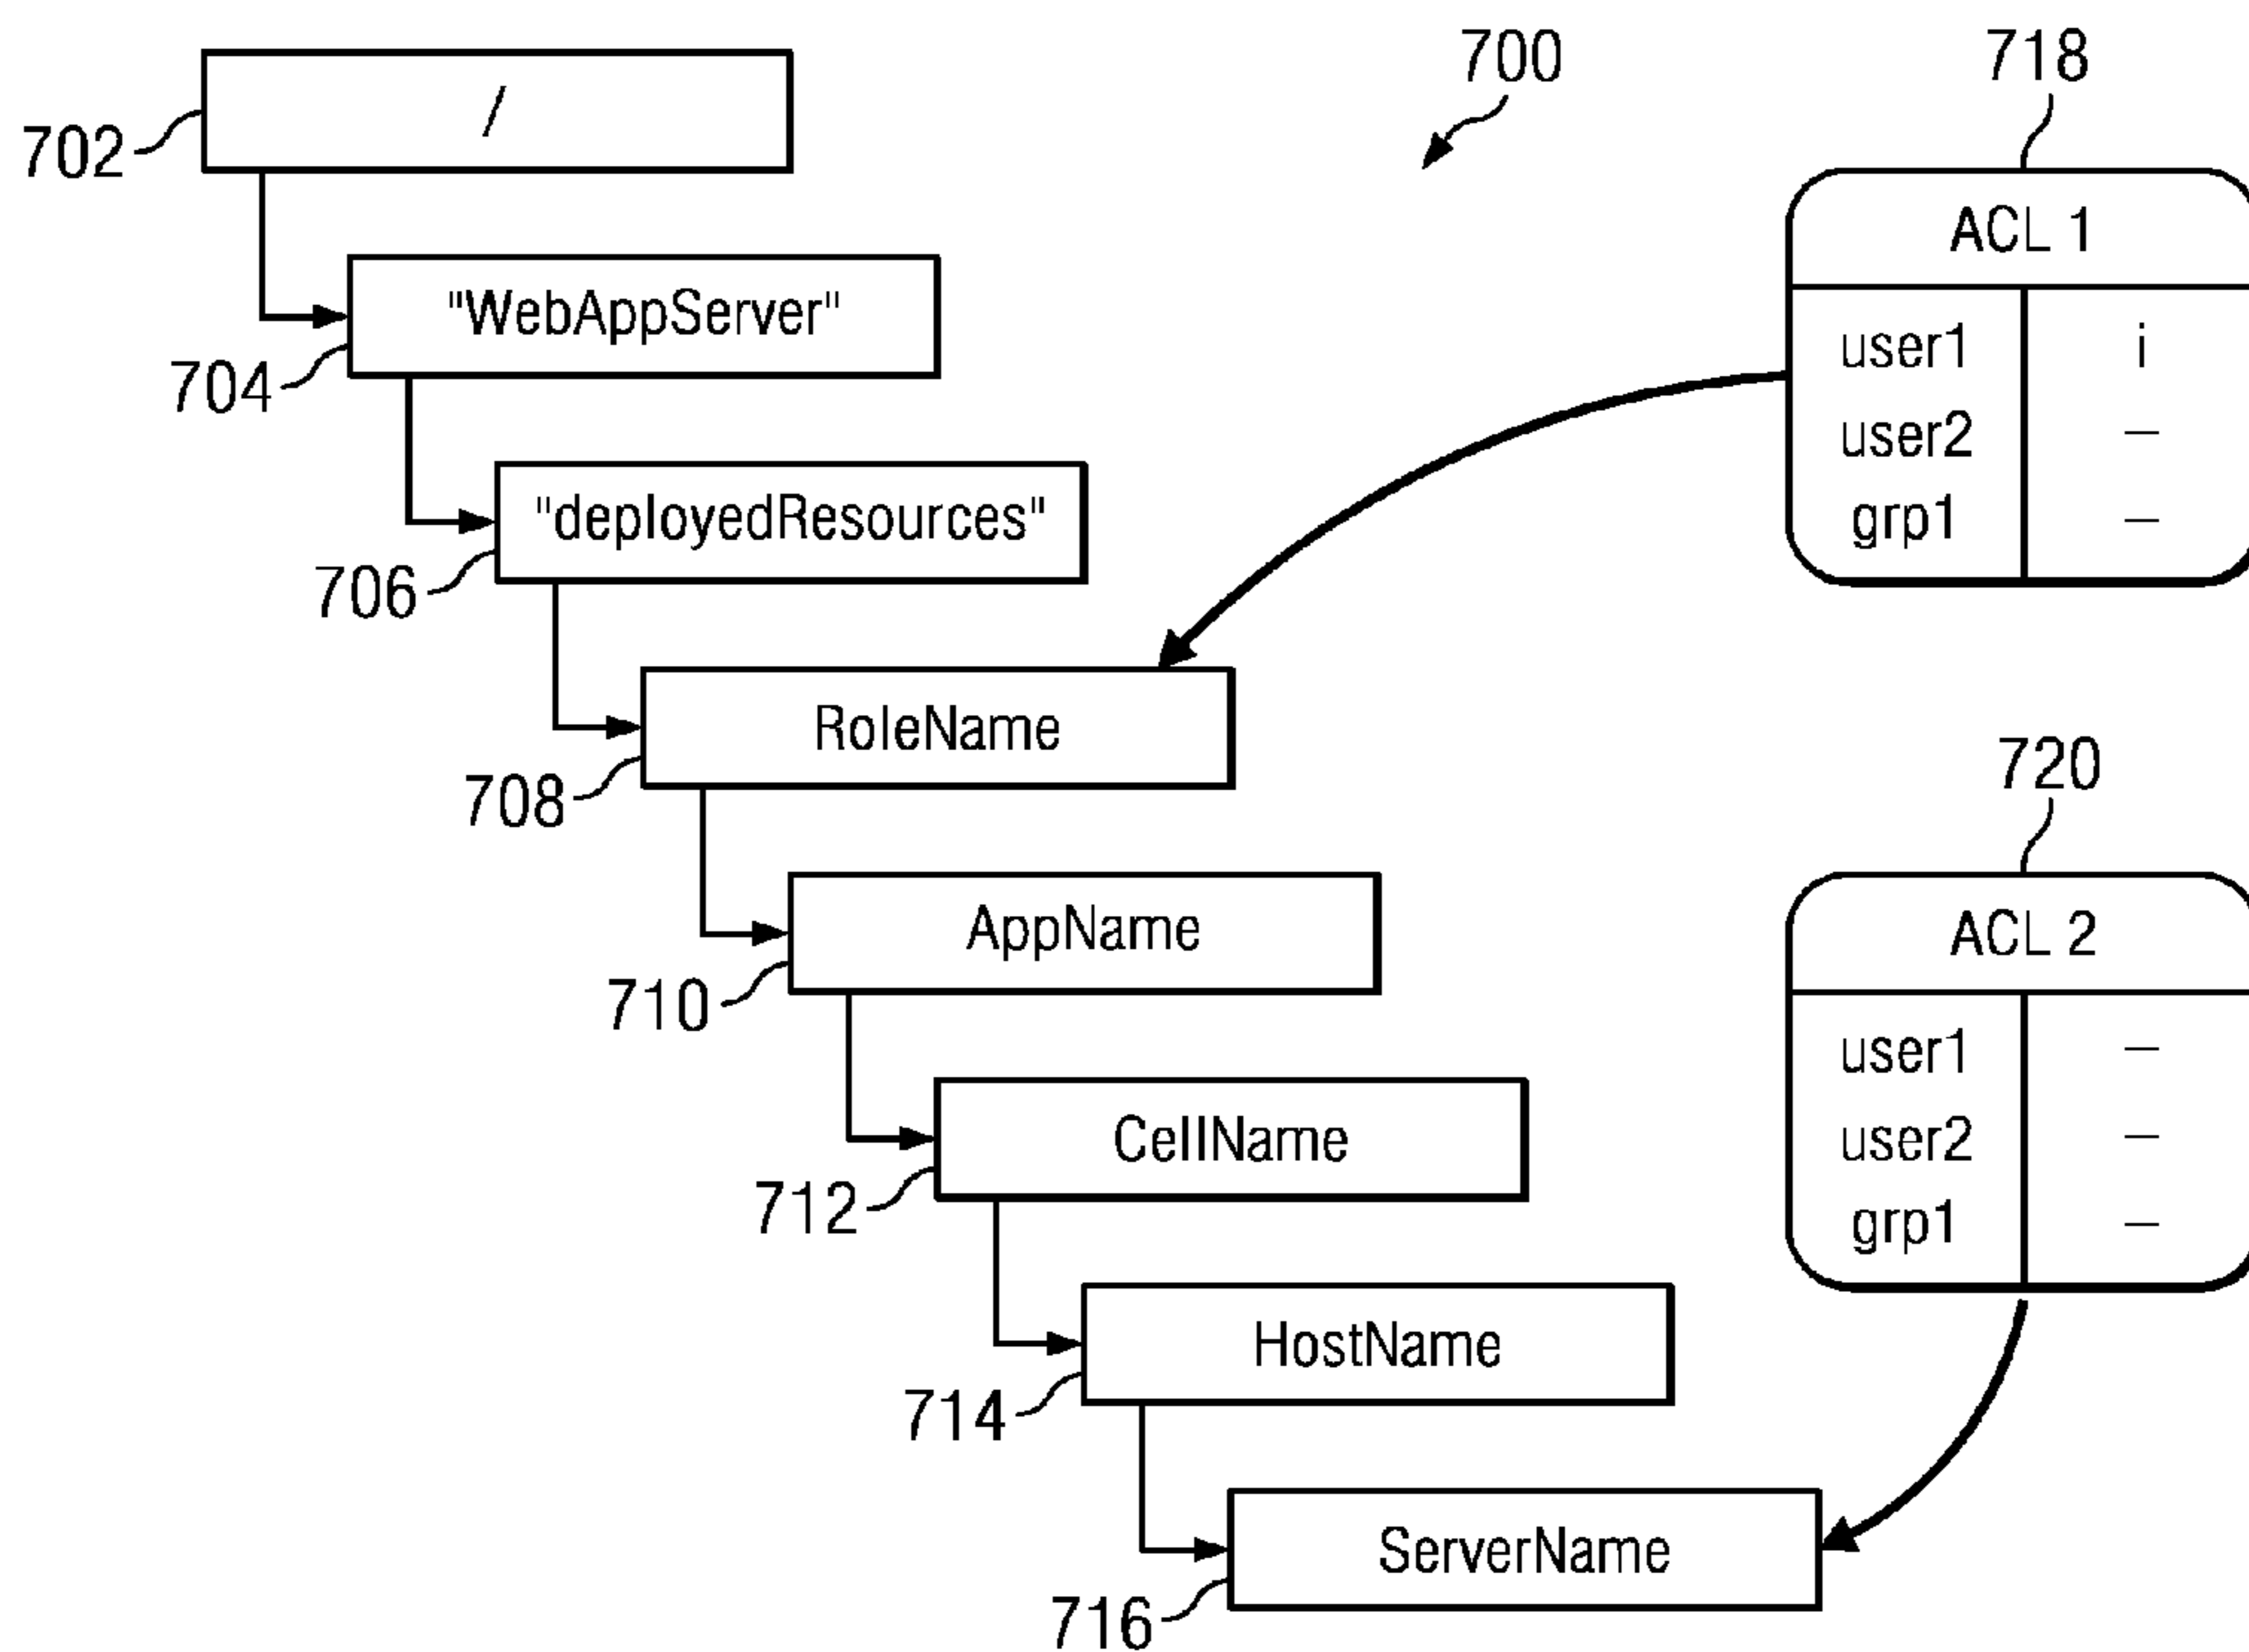 700
718
/
702
ACL 1
"WebAppServer"
704
user1 i
user2 –
grp1 –
"deployedResources"
706
RoleName
708
720
AppName
710
ACL 2
user1 –
user2 –
grp1 –
CellName
712
HostName
714
ServerName
716